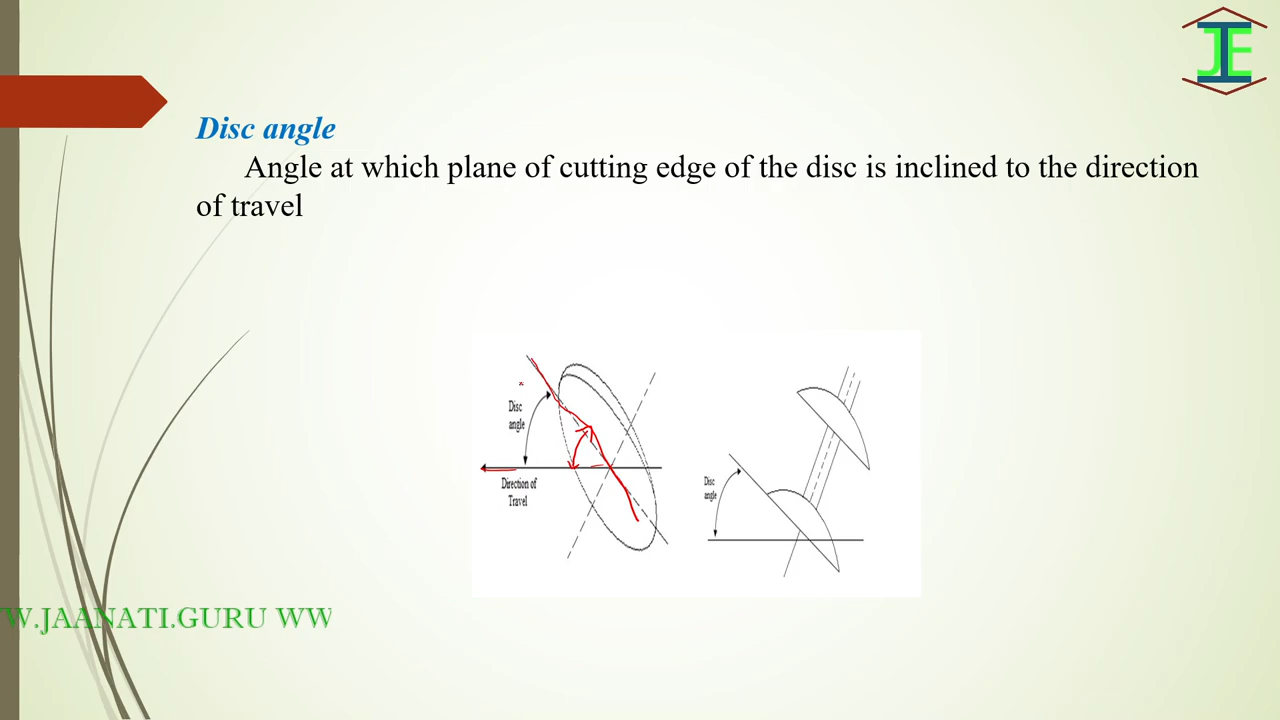 JE
Disc angle
Angle at which plane of cutting edge of the disc is inclined to the direction
of travel
Disc
angle
Direction of
Travel
Disc
angle
W.JAANATI.GURU WW